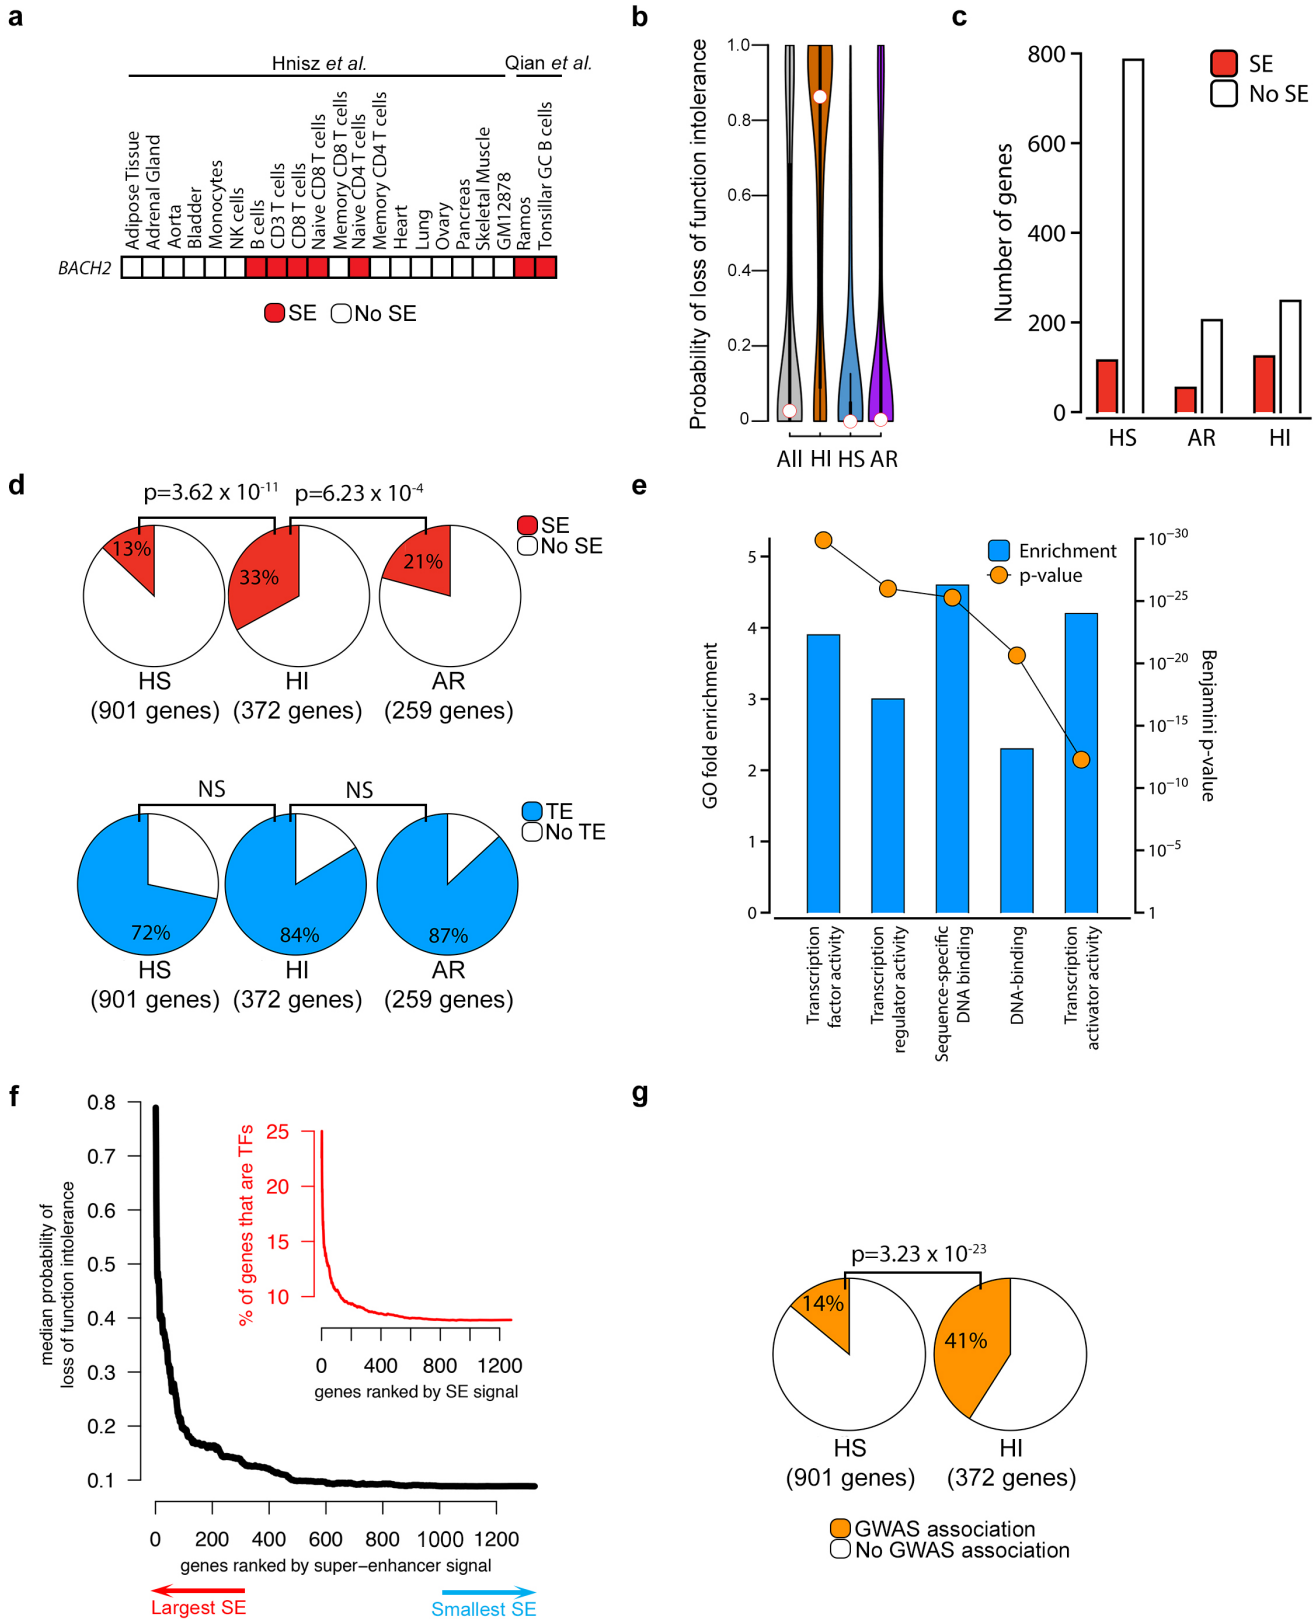 a
Hnisz et al.
Qian et al.
Adipose Tissue
Adrenal Gland
Aorta
Bladder
Monocytes
NK cells
B cells
CD3 T cells
CD8 T cells
Naive CD8 T cells
Memory CD8 T cells
Naive CD4 T cells
Memory CD4 T cells
Heart
Lung
Ovary
Pancreas
Skeletal Muscle
GM12878
Ramos
Tonsillar GC B cells
BACH2
SE
No SE
b
Probability of loss of function intolerance
1.0
0.8
0.6
0.4
0.2
0
All HI HS AR
c
Number of genes
800
600
400
200
0
HS AR HI
SE
No SE
d
p=3.62 x 10-11
p=6.23 x 10-4
13%
33%
21%
SE
No SE
HS HI AR
(901 genes) (372 genes) (259 genes)
NS
NS
TE
No TE
72%
84%
87%
HS HI AR
(901 genes) (372 genes) (259 genes)
e
GO fold enrichment
5
4
3
2
1
0
Enrichment
p-value
10−30
10−25
10−20
10−15
10−10
10−5
1
Benjamini p-value
Transcription
factor activity
Transcription
regulator activity
Sequence-specific
DNA binding
DNA-binding
Transcription
activator activity
f
median probability of
loss of function intolerance
0.8
0.7
0.6
0.5
0.4
0.3
0.2
0.1
0 200 400 600 800 1000 1200
genes ranked by super−enhancer signal
Largest SE
Smallest SE
% of genes that are TFs
25
20
15
10
0 400 800 1200
genes ranked by SE signal
g
p=3.23 x 10-23
14%
41%
HS HI
(901 genes) (372 genes)
GWAS association
No GWAS association